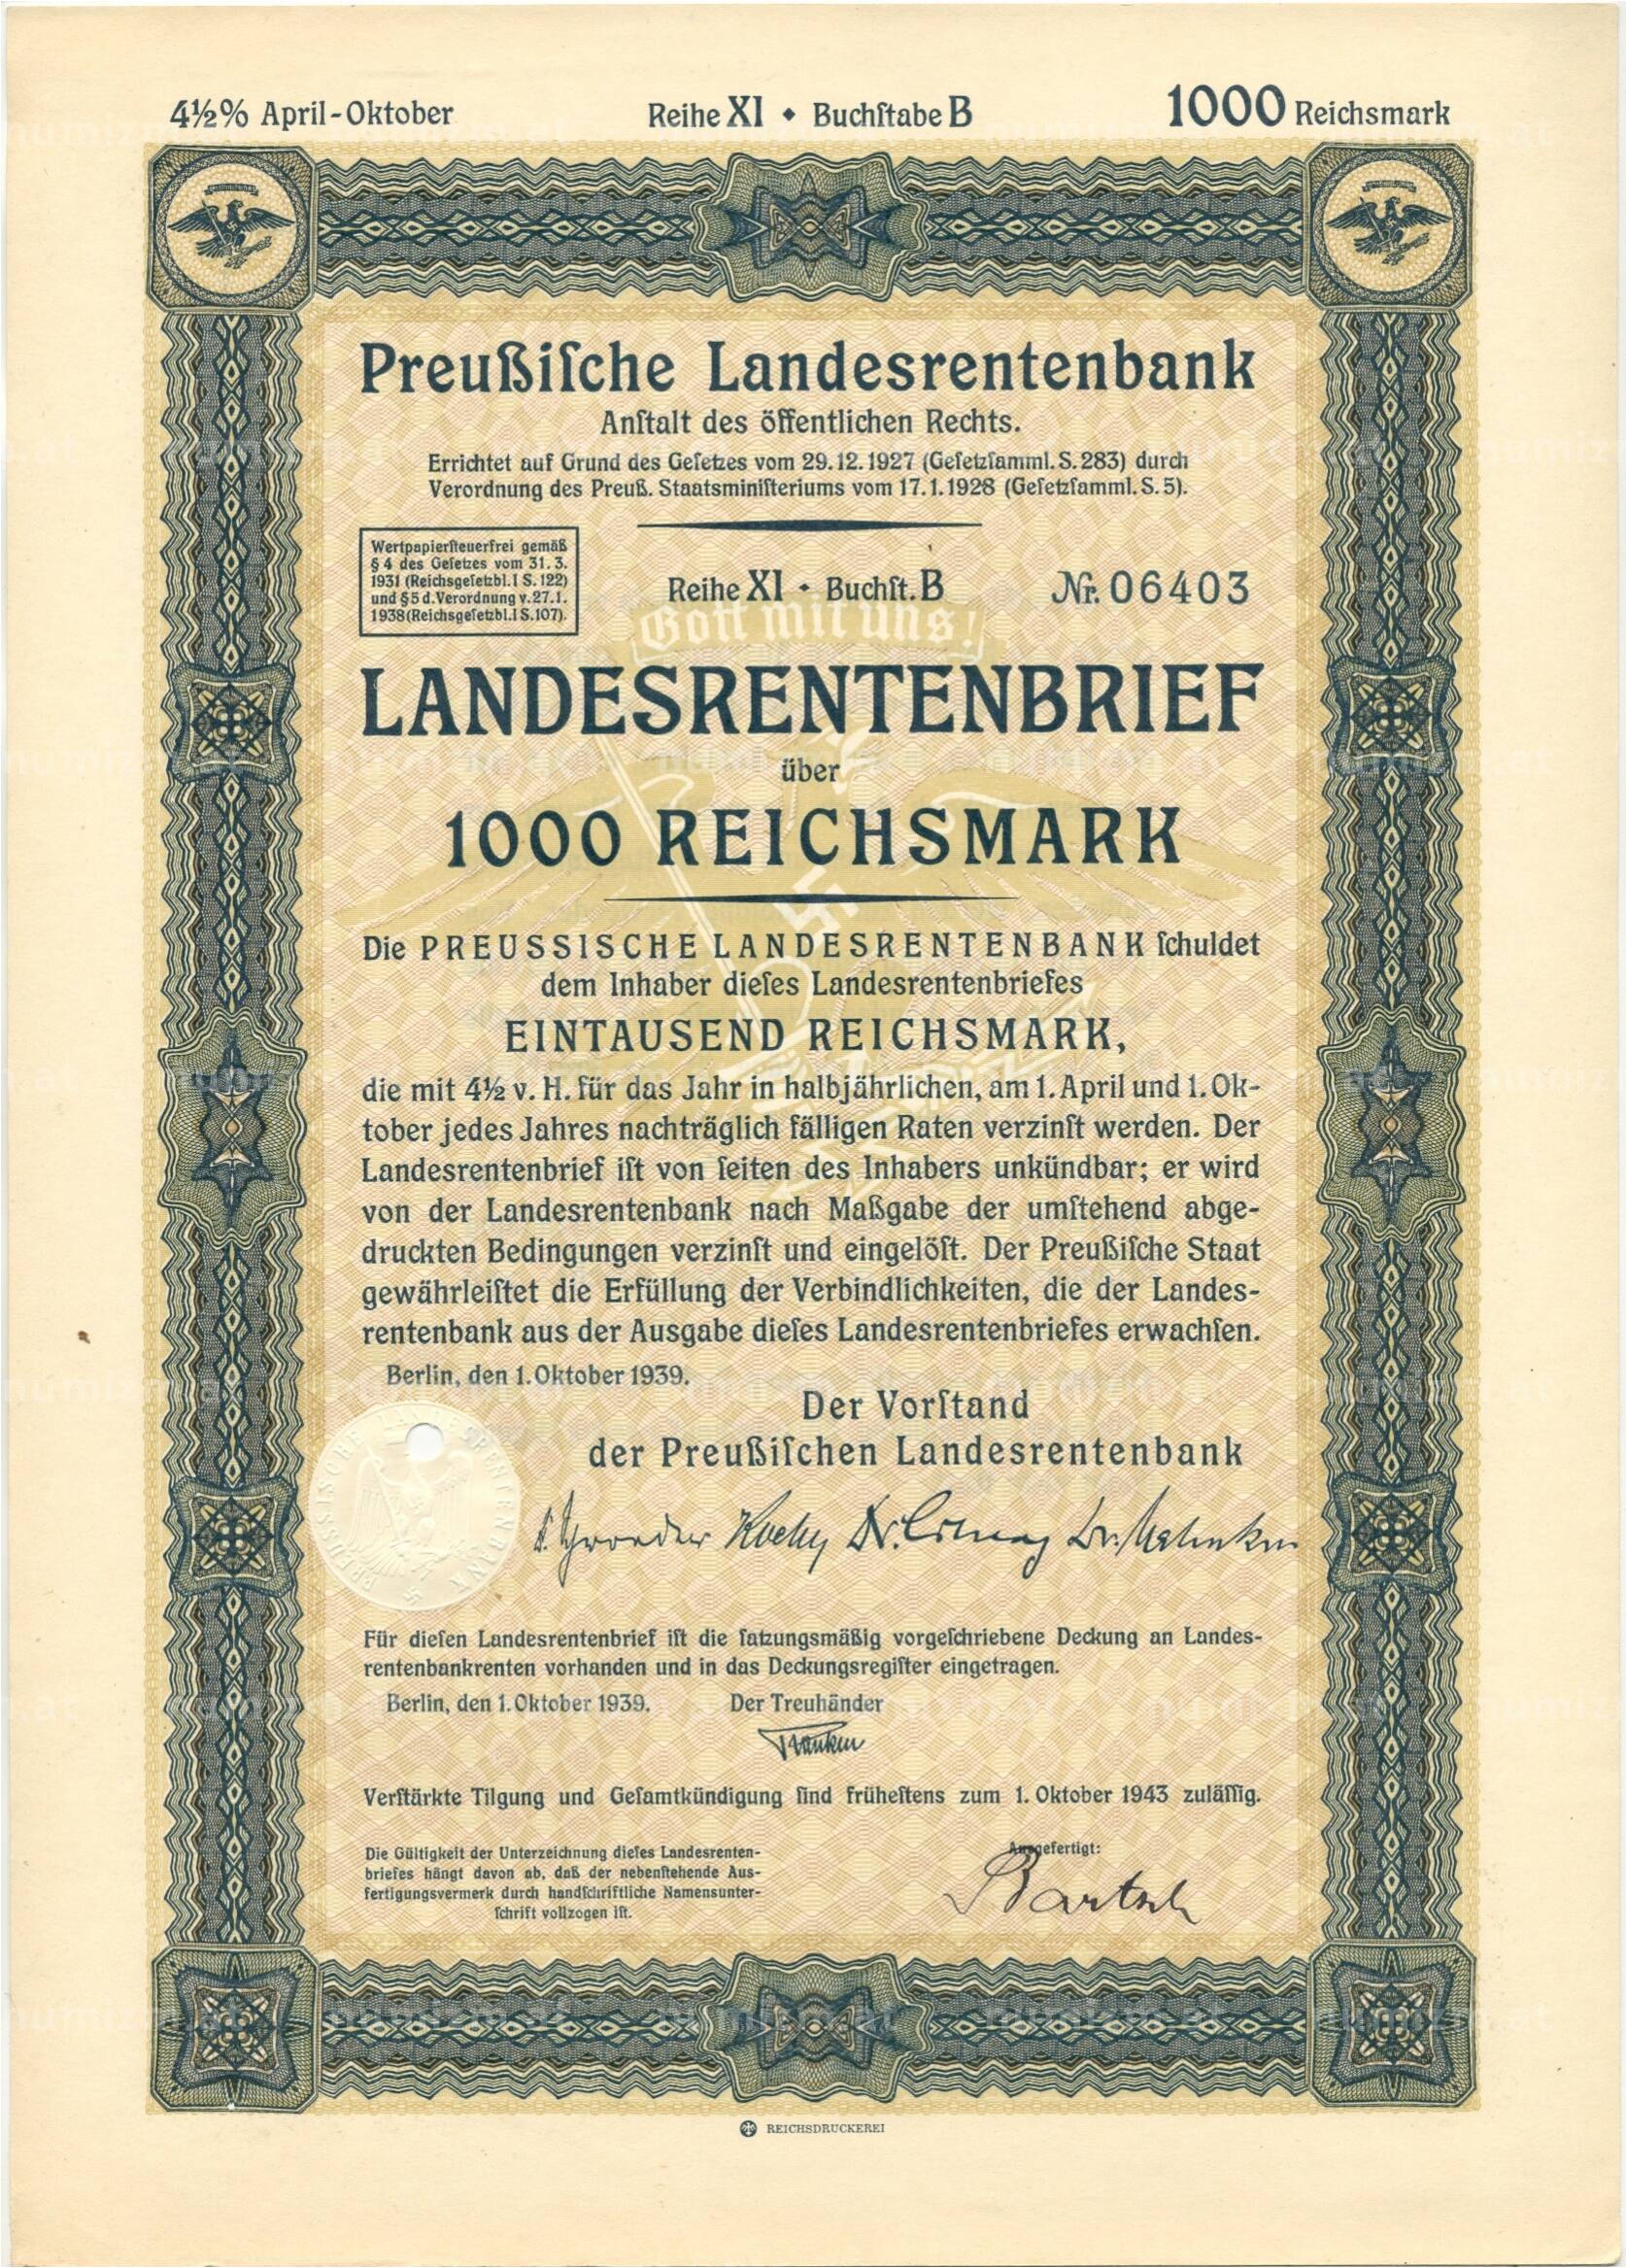 4½% April-Oktober Reihe XI ⬥ Buchſtabe B 1000 Reichsmark
Preußiſche Landesrentenbank
Anſtalt des öffentlichen Rechts.
Errichtet auf Grund des Geſetzes vom 29.12.1927 (Geſetzſamml. S. 283) durch
Verordnung des Preuß. Staatsminiſteriums vom 17.1.1928 (Geſetzſamml. S. 5).
Wertpapierſteuerfrei gemäß
§ 4 des Geſetzes vom 31. 3.
1931 (Reichsgeſetzbl. I S. 122)
und § 5 d. Verordnung v. 27.1.
1938 (Reichsgeſetzbl. I S. 107).
Reihe XI • Buchſt. B Nr. 06403
Gott mit uns!
LANDESRENTENBRIEF
über
1000 REICHSMARK
Die PREUSSISCHE LANDESRENTENBANK ſchuldet
dem Inhaber dieſes Landesrentenbriefes
EINTAUSEND REICHSMARK,
die mit 4½ v. H. für das Jahr in halbjährlichen, am 1. April und 1. Ok-
tober jedes Jahres nachträglich fälligen Raten verzinſt werden. Der
Landesrentenbrief iſt von ſeiten des Inhabers unkündbar; er wird
von der Landesrentenbank nach Maßgabe der umſtehend abge-
druckten Bedingungen verzinſt und eingelöſt. Der Preußiſche Staat
gewährleiſtet die Erfüllung der Verbindlichkeiten, die der Landes-
rentenbank aus der Ausgabe dieſes Landesrentenbriefes erwachſen.
Berlin, den 1. Oktober 1939.
Der Vorſtand
der Preußiſchen Landesrentenbank
PREUSSISCHE LANDESRENTENBANK
Für dieſen Landesrentenbrief iſt die ſatzungsmäßig vorgeſchriebene Deckung an Landes-
rentenbankrenten vorhanden und in das Deckungsregiſter eingetragen.
Berlin, den 1. Oktober 1939. Der Treuhänder
Verſtärkte Tilgung und Geſamtkündigung ſind früheſtens zum 1. Oktober 1943 zuläſſig.
Die Gültigkeit der Unterzeichnung dieſes Landesrenten-
briefes hängt davon ab, daß der nebenſtehende Aus-
fertigungsvermerk durch handſchriftliche Namensunter-
ſchrift vollzogen iſt.
Ausgefertigt:
Bartsch
REICHSDRUCKEREI
numizm.at